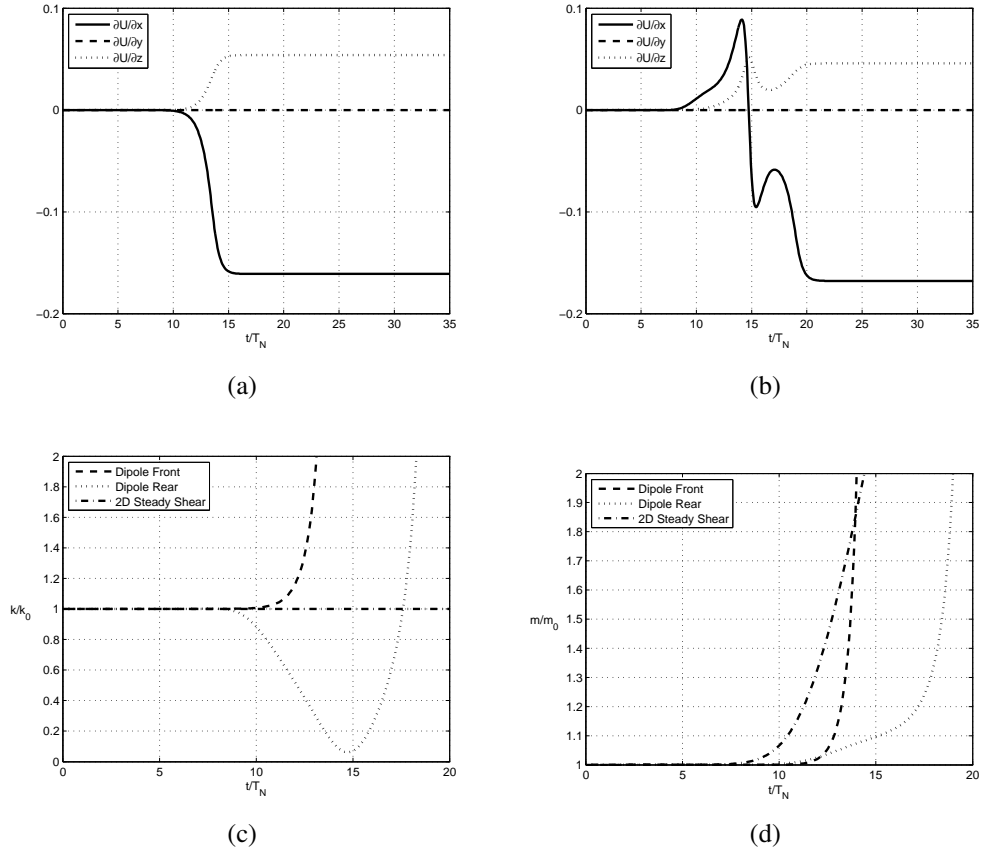 0.1
0
−0.1
−0.2
0 5 10 15 20 25 30 35
t/T_N
∂U/∂x
∂U/∂y
∂U/∂z
(a)
0.1
0
−0.1
−0.2
0 5 10 15 20 25 30 35
t/T_N
∂U/∂x
∂U/∂y
∂U/∂z
(b)
2
1.8
1.6
1.4
1.2
1
0.8
0.6
0.4
0.2
0
k/k_0
0 5 10 15 20
t/T_N
Dipole Front
Dipole Rear
2D Steady Shear
(c)
2
1.9
1.8
1.7
1.6
1.5
1.4
1.3
1.2
1.1
1
m/m_0
0 5 10 15 20
t/T_N
Dipole Front
Dipole Rear
2D Steady Shear
(d)